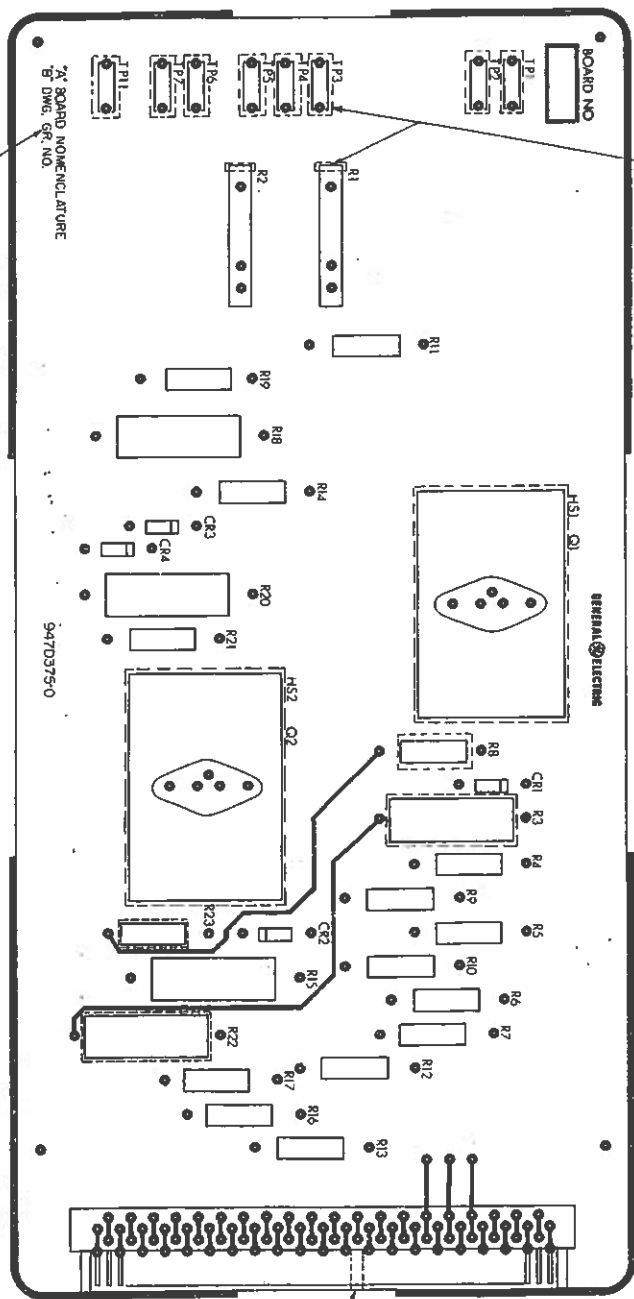 BOARD NO
TP1
TP2
TP3
TP4
TP5
TP6
TP7
TP11
"A" BOARD NOMENCLATURE
"B" DWG. GR. NO.
R1
R2
R11
R19
R18
R14
CR3
CR4
R20
R21
HS1 Q1
GENERAL GE ELECTRIC
947D375-0
HS2 Q2
R8
CR1
R3
R4
R9
R5
R23
CR2
R10
R15
R6
R7
R22
R12
R17
R16
R13